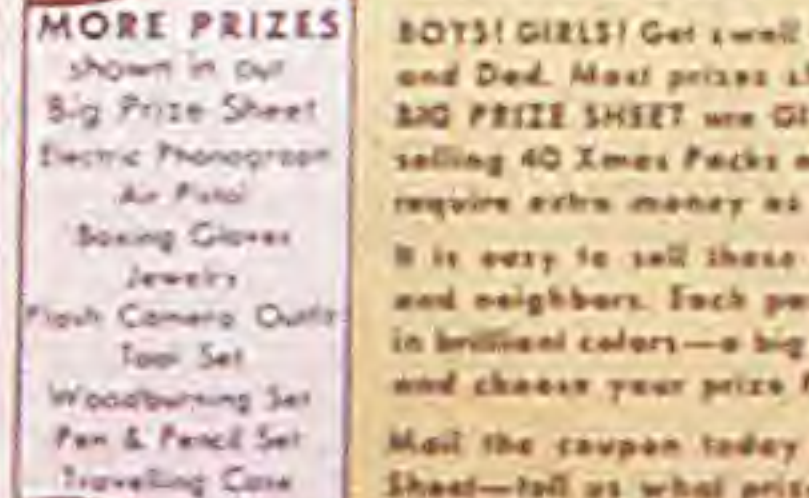 MORE PRIZES
shown in our
Big Prize Sheet
Electric Phonograph
Air Pistol
Boxing Gloves
Jewelry
Flash Camera Outfit
Tool Set
Woodburning Set
Pen & Pencil Set
Travelling Case
BOYS! GIRLS! Get swell
and Dad. Most prizes
BIG PRIZE SHEET are
selling 40 Xmas Packs
require extra money as
It is easy to sell these
and neighbors. Each
in brilliant colors—a big
and choose your prize
Mail the coupon today
Sheet—tell us what